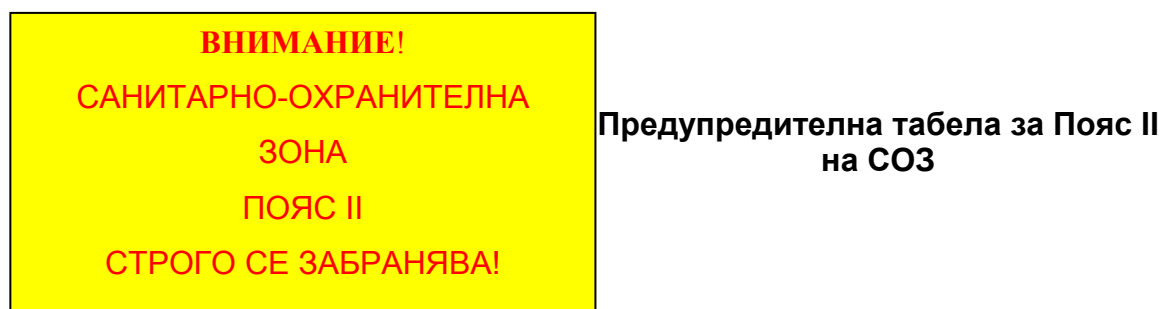 ВНИМАНИЕ!
САНИТАРНО-ОХРАНИТЕЛНА
ЗОНА
ПОЯС II
СТРОГО СЕ ЗАБРАНЯВА!
Предупредителна табела за Пояс II
на СОЗ